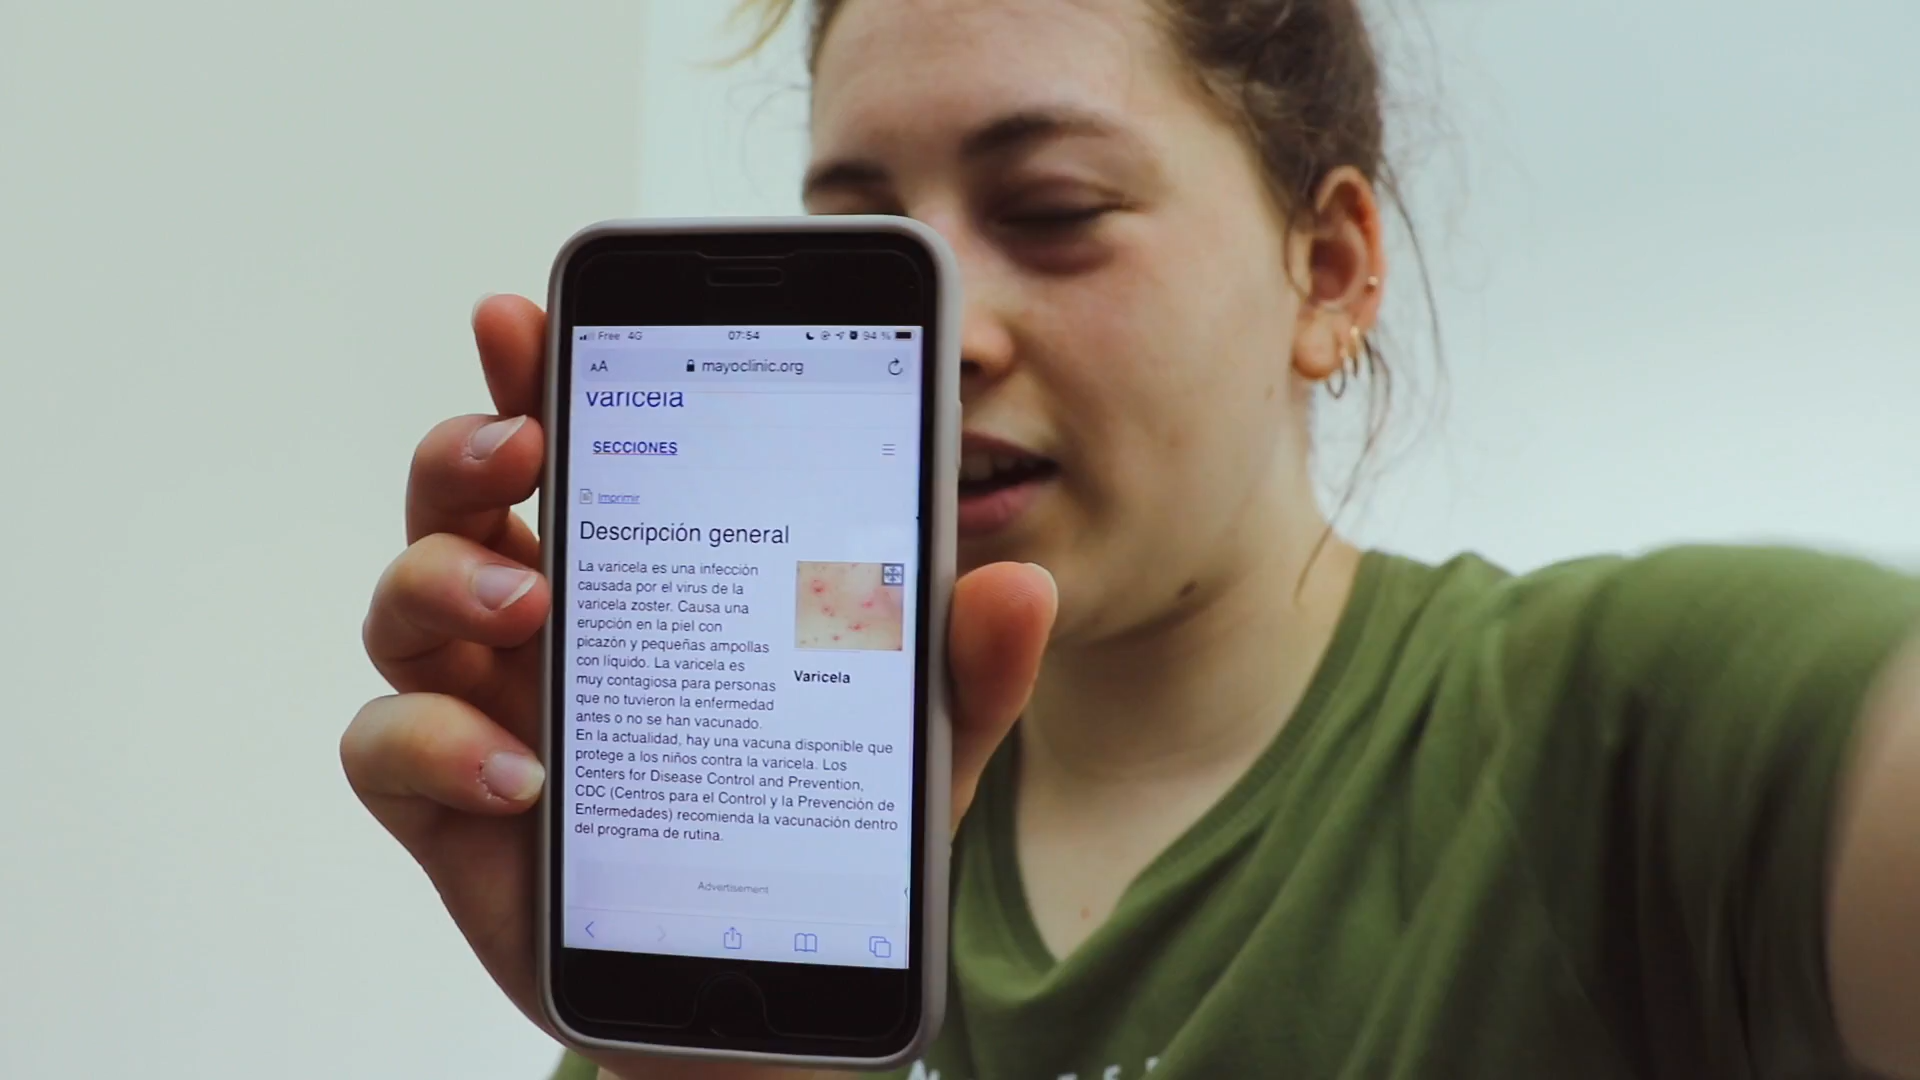 Free 4G 07:54 94 %
AA mayoclinic.org
varicela
SECCIONES
Imprimir
Descripción general
La varicela es una infección
causada por el virus de la
varicela zoster. Causa una
erupción en la piel con
picazón y pequeñas ampollas
con líquido. La varicela es
muy contagiosa para personas
que no tuvieron la enfermedad
antes o no se han vacunado.
Varicela
En la actualidad, hay una vacuna disponible que
protege a los niños contra la varicela. Los
Centers for Disease Control and Prevention,
CDC (Centros para el Control y la Prevención de
Enfermedades) recomienda la vacunación dentro
del programa de rutina.
Advertisement